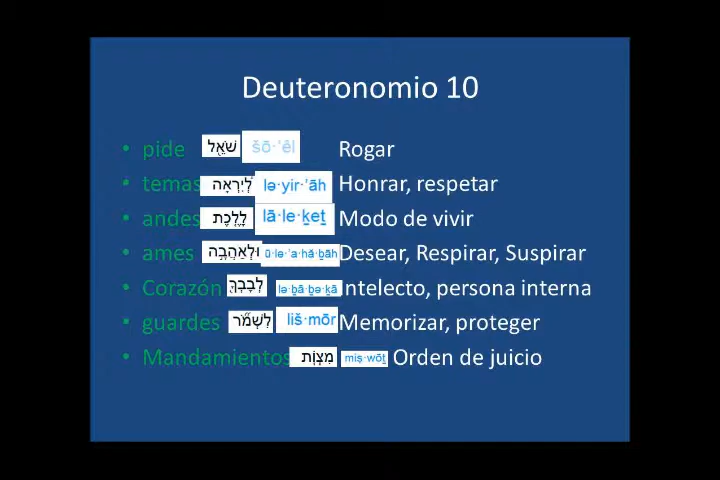 Deuteronomio 10
• pide שֹׁאֵ֖ל šō·’êl Rogar
• temas לְ֠יִרְאָה lə·yir·’āh Honrar, respetar
• andes לָלֶ֤כֶת lā·le·ḵeṯ Modo de vivir
• ames וּלְאַהֲבָ֣ה ū·lə·’a·hă·ḇāh Desear, Respirar, Suspirar
• Corazón לְבָבְךָ֖ lə·ḇā·ḇə·ḵā ntelecto, persona interna
• guardes לִשְׁמֹ֞ר liš·mōr Memorizar, proteger
• Mandamientos מִצְוֺ֤ת miṣ·wōṯ Orden de juicio